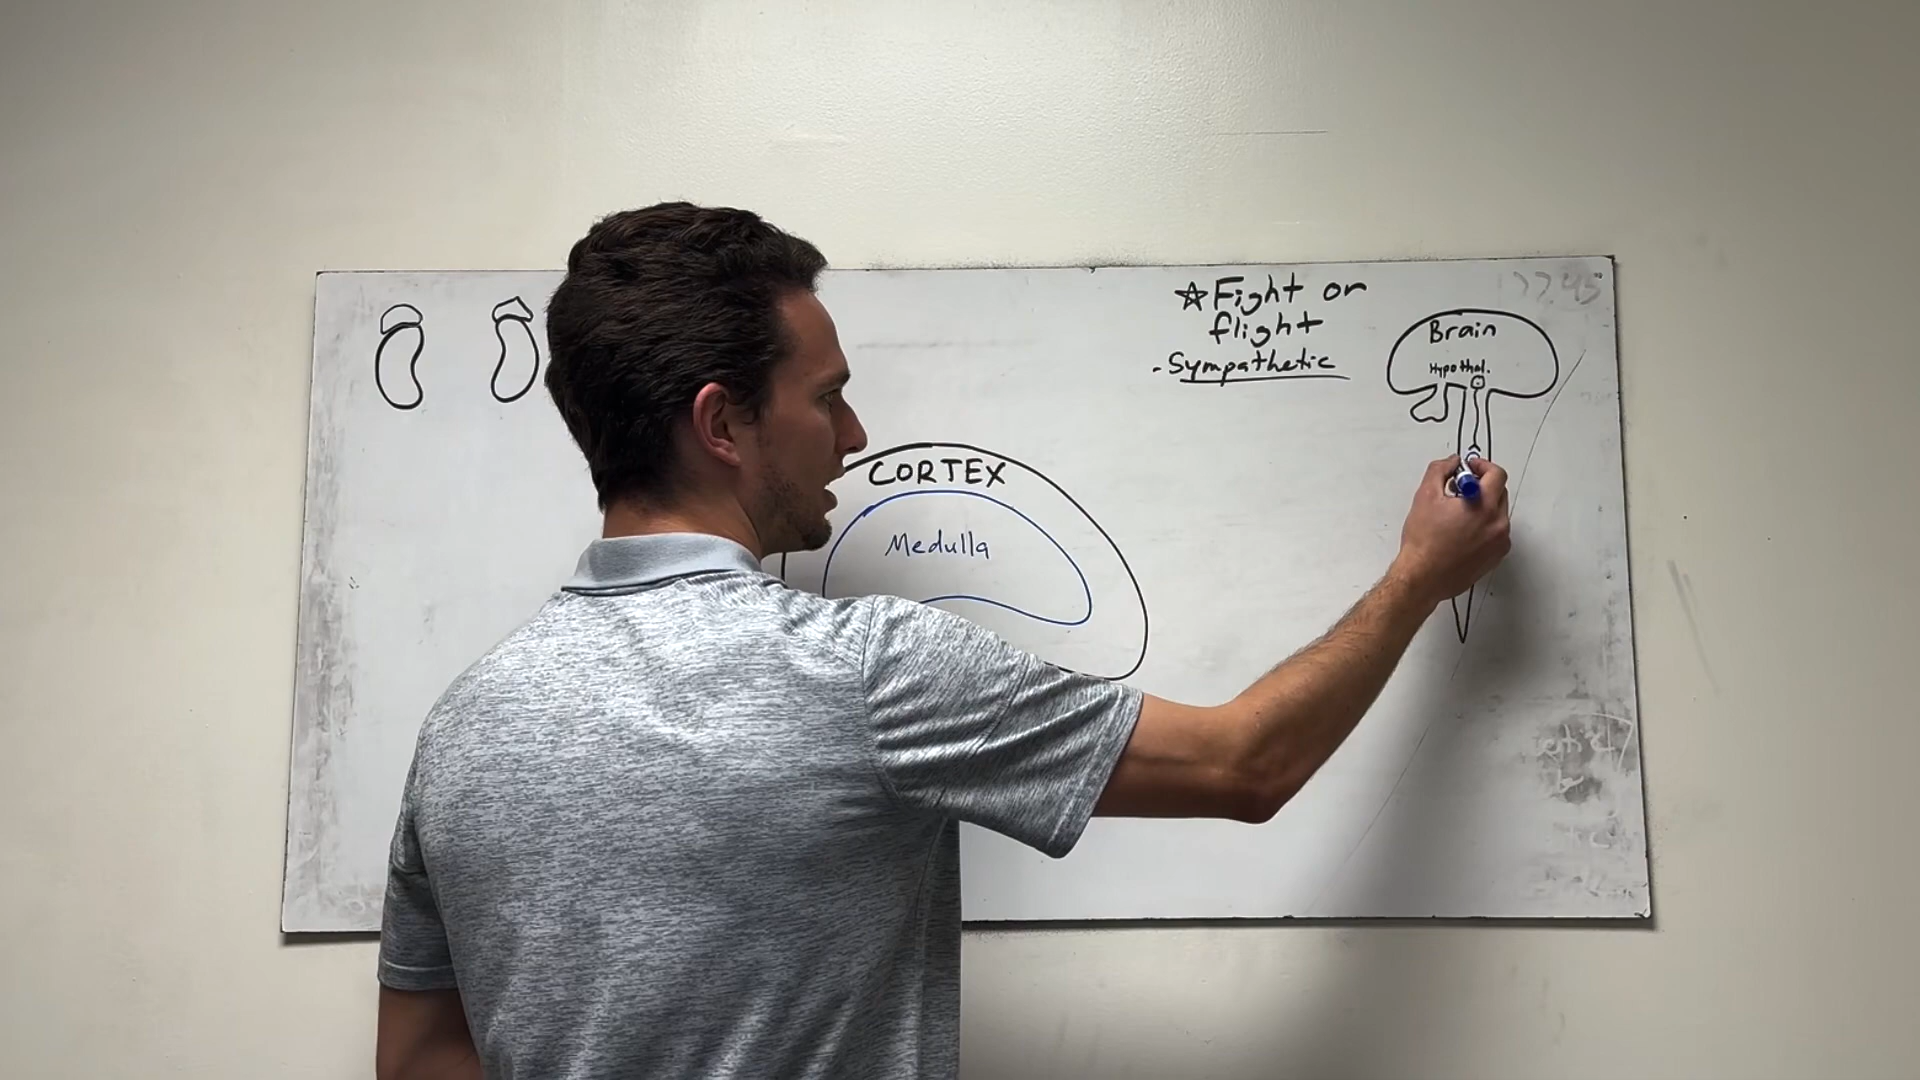 ☆Fight or
flight
-Sympathetic
Brain
Hypothal.
CORTEX
Medulla